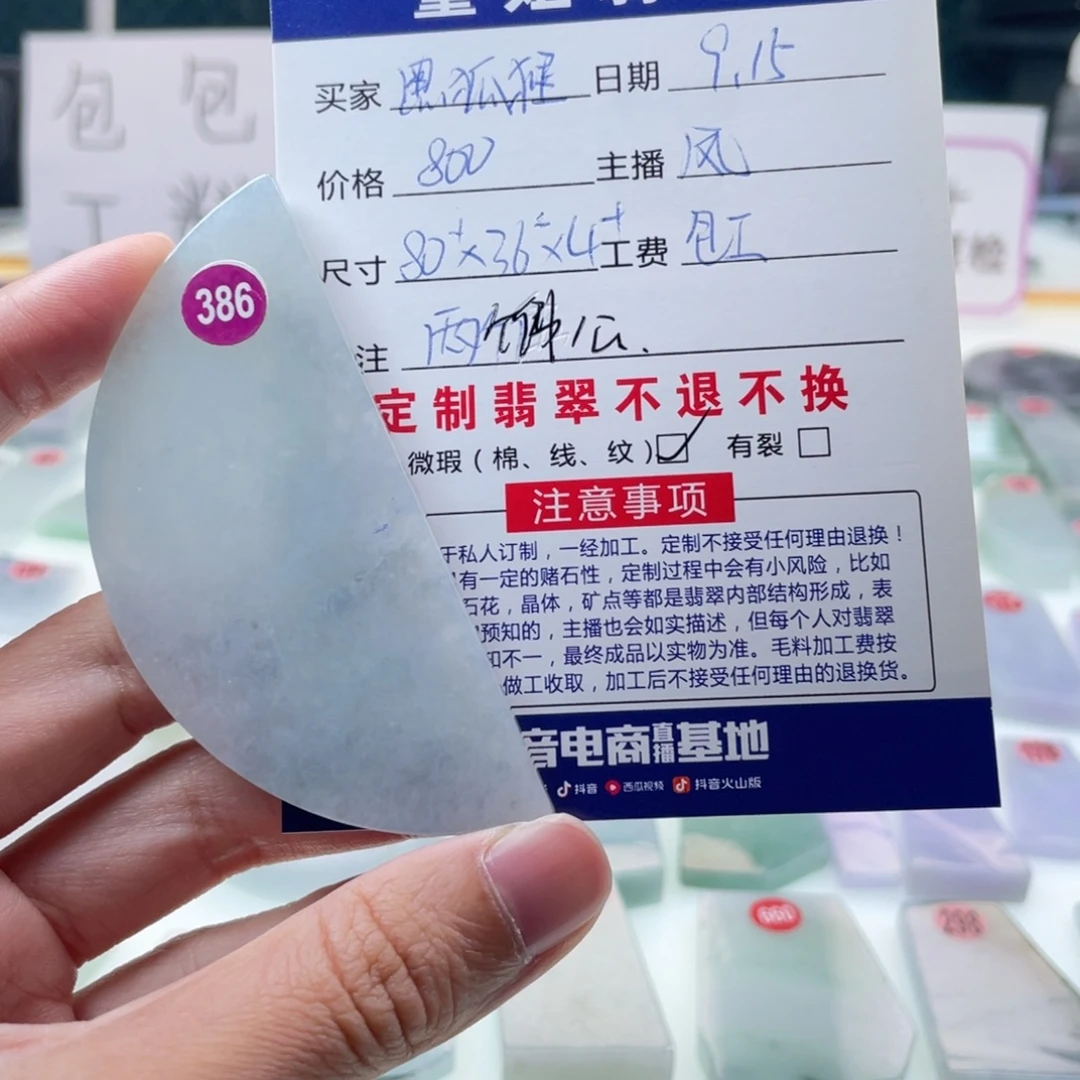 包 包
工 料
买家 黑狐狸 日期 9.15
价格 800 主播 风
尺寸 80⁺×36⁺×4⁺ 工费 包工
注 两件1公.
386
定制翡翠不退不换
微瑕（棉、线、纹）☑ 有裂 □
注意事项
于私人订制，一经加工。定制不接受任何理由退换！
有一定的赌石性，定制过程中会有小风险，比如
石花，晶体，矿点等都是翡翠内部结构形成，表
预知的，主播也会如实描述，但每个人对翡翠
知不一，最终成品以实物为准。毛料加工费按
做工收取，加工后不接受任何理由的退换货。
音电商直播基地
抖音 西瓜视频 抖音火山版
169
298